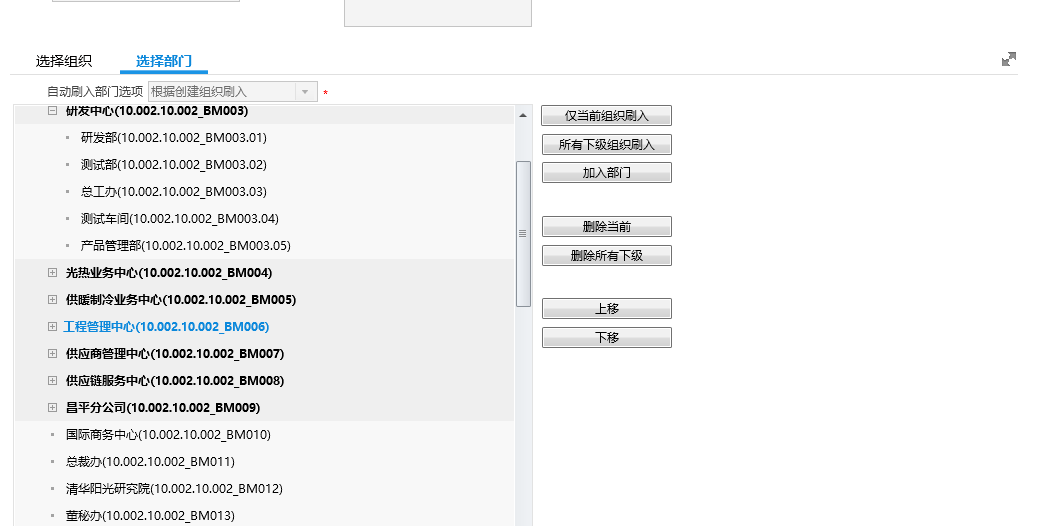 选择组织 选择部门
自动刷入部门选项 根据创建组织刷入 *
研发中心(10.002.10.002_BM003) 仅当前组织刷入
研发部(10.002.10.002_BM003.01) 所有下级组织刷入
测试部(10.002.10.002_BM003.02) 加入部门
总工办(10.002.10.002_BM003.03)
测试车间(10.002.10.002_BM003.04) 删除当前
产品管理部(10.002.10.002_BM003.05) 删除所有下级
光热业务中心(10.002.10.002_BM004)
供暖制冷业务中心(10.002.10.002_BM005) 上移
工程管理中心(10.002.10.002_BM006) 下移
供应商管理中心(10.002.10.002_BM007)
供应链服务中心(10.002.10.002_BM008)
昌平分公司(10.002.10.002_BM009)
国际商务中心(10.002.10.002_BM010)
总裁办(10.002.10.002_BM011)
清华阳光研究院(10.002.10.002_BM012)
董秘办(10.002.10.002_BM013)